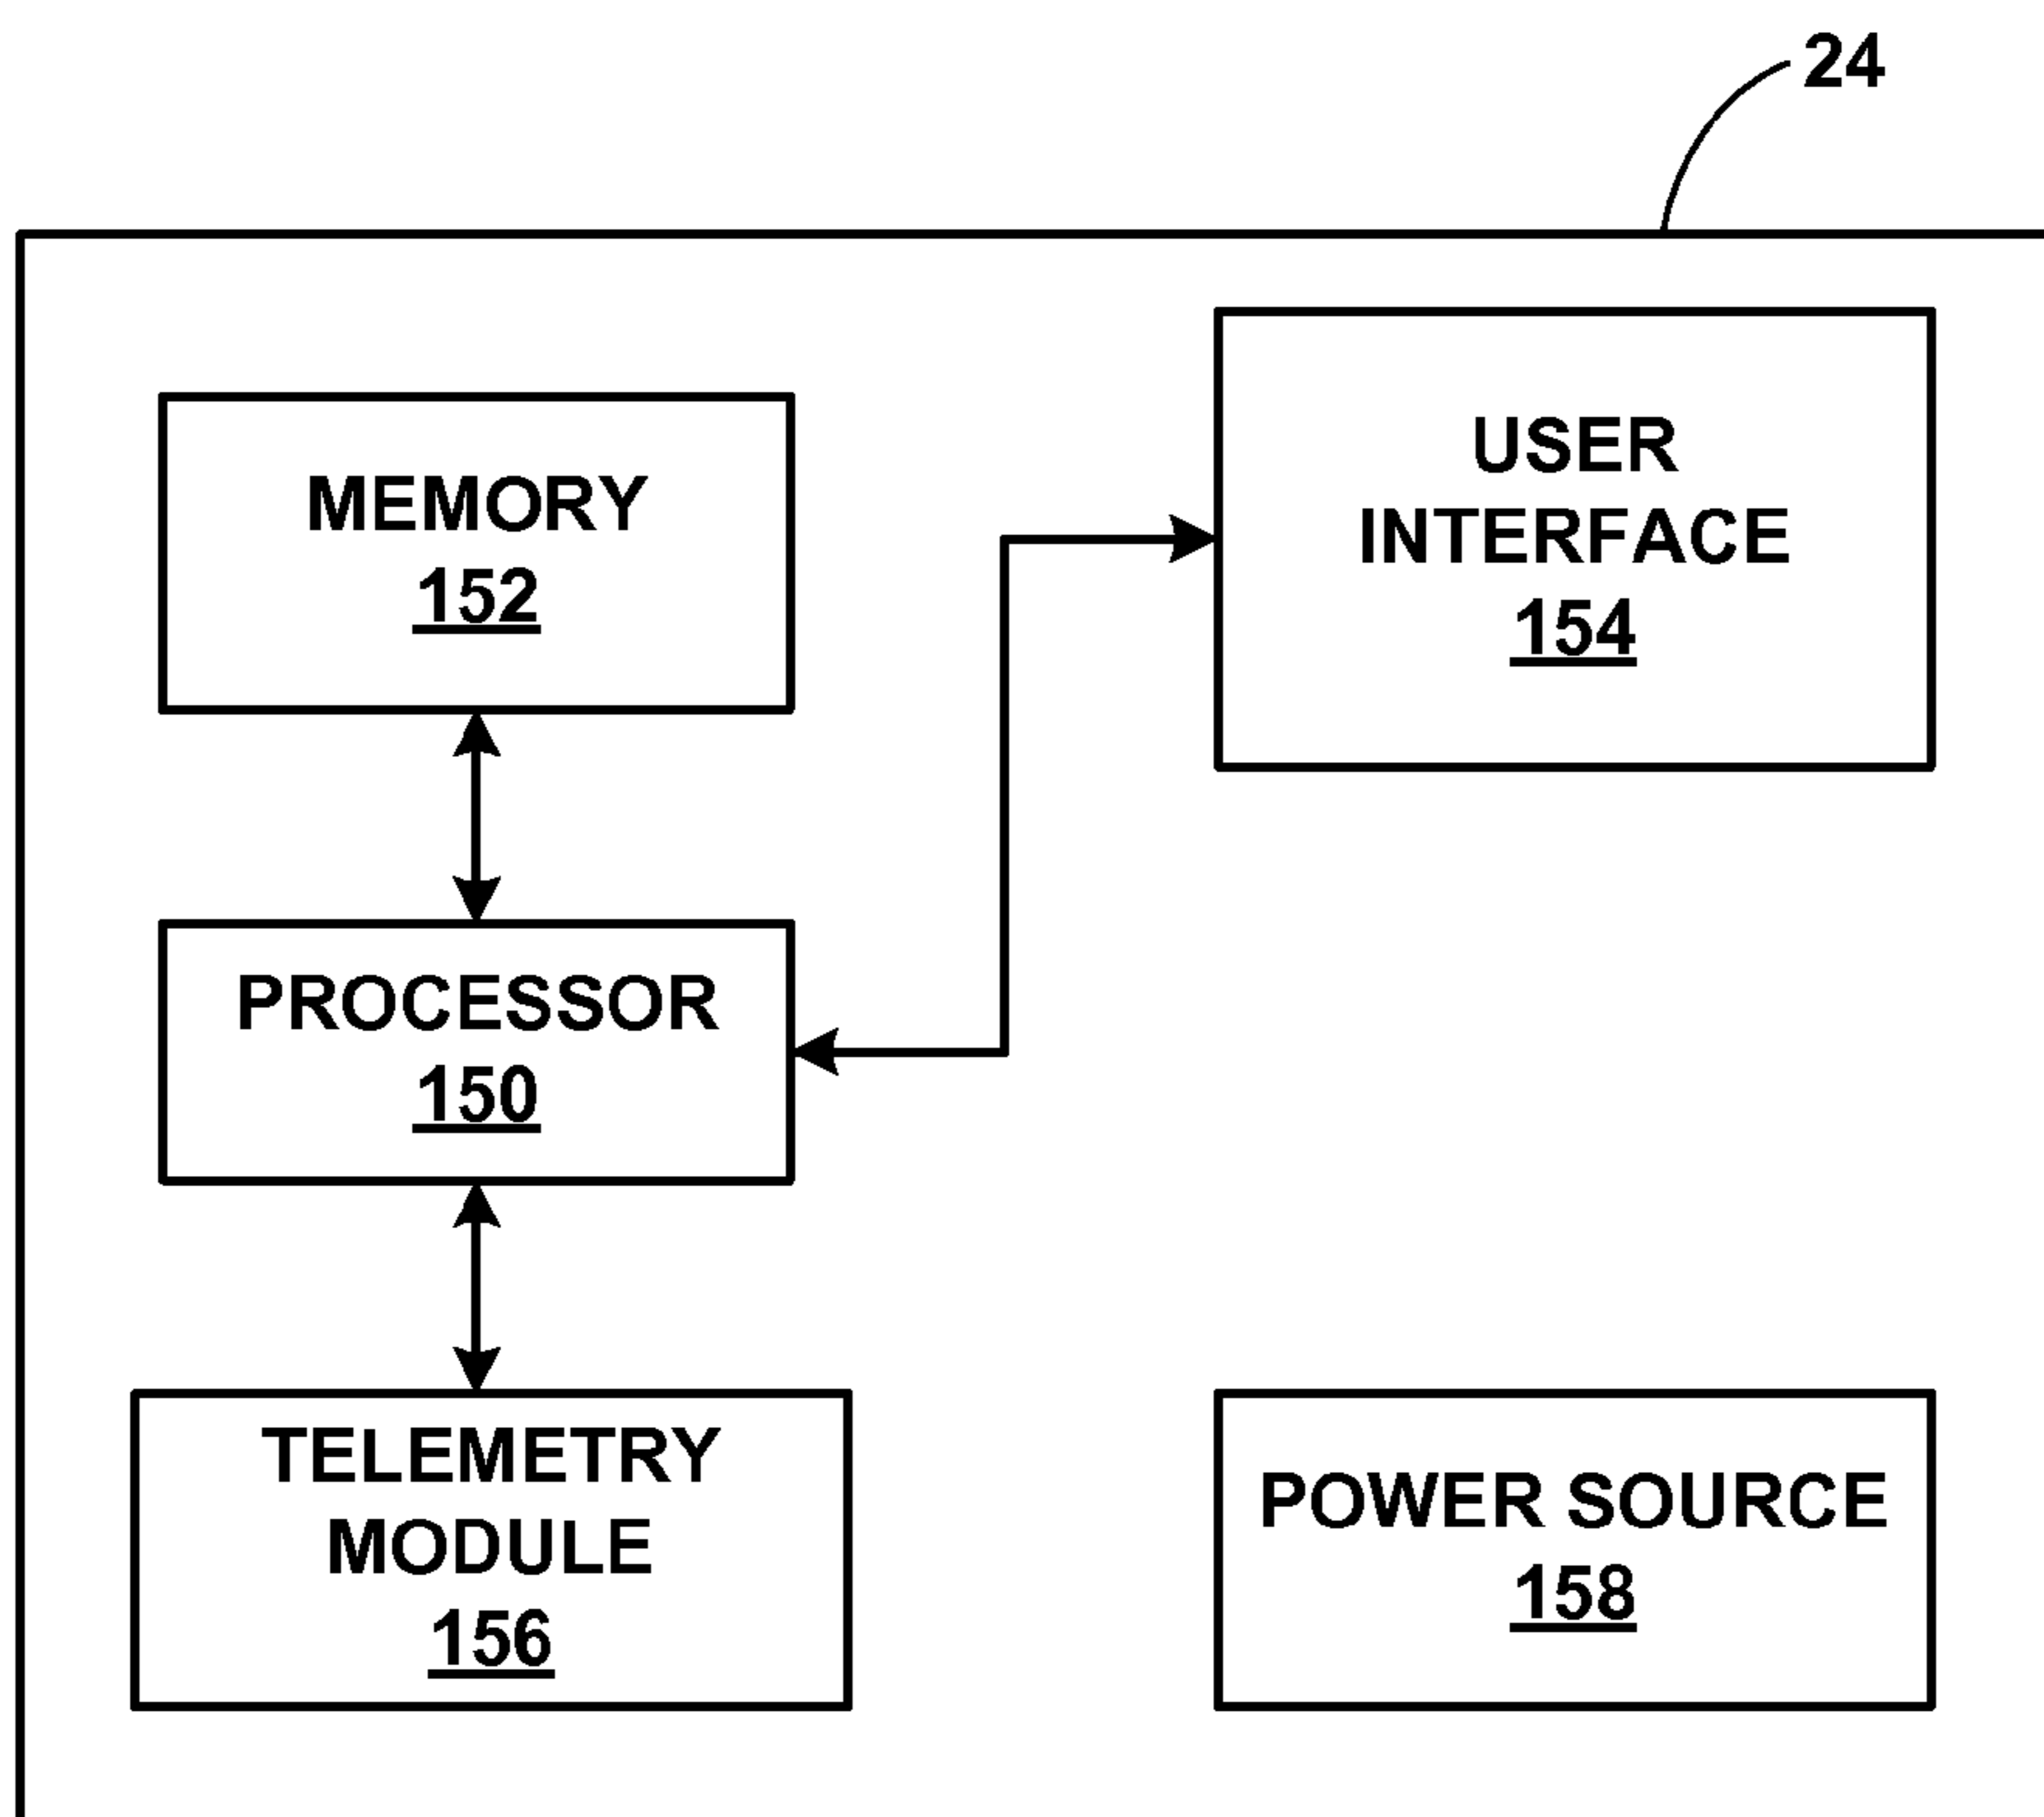 24
MEMORY
152
USER
INTERFACE
154
PROCESSOR
150
TELEMETRY
MODULE
156
POWER SOURCE
158